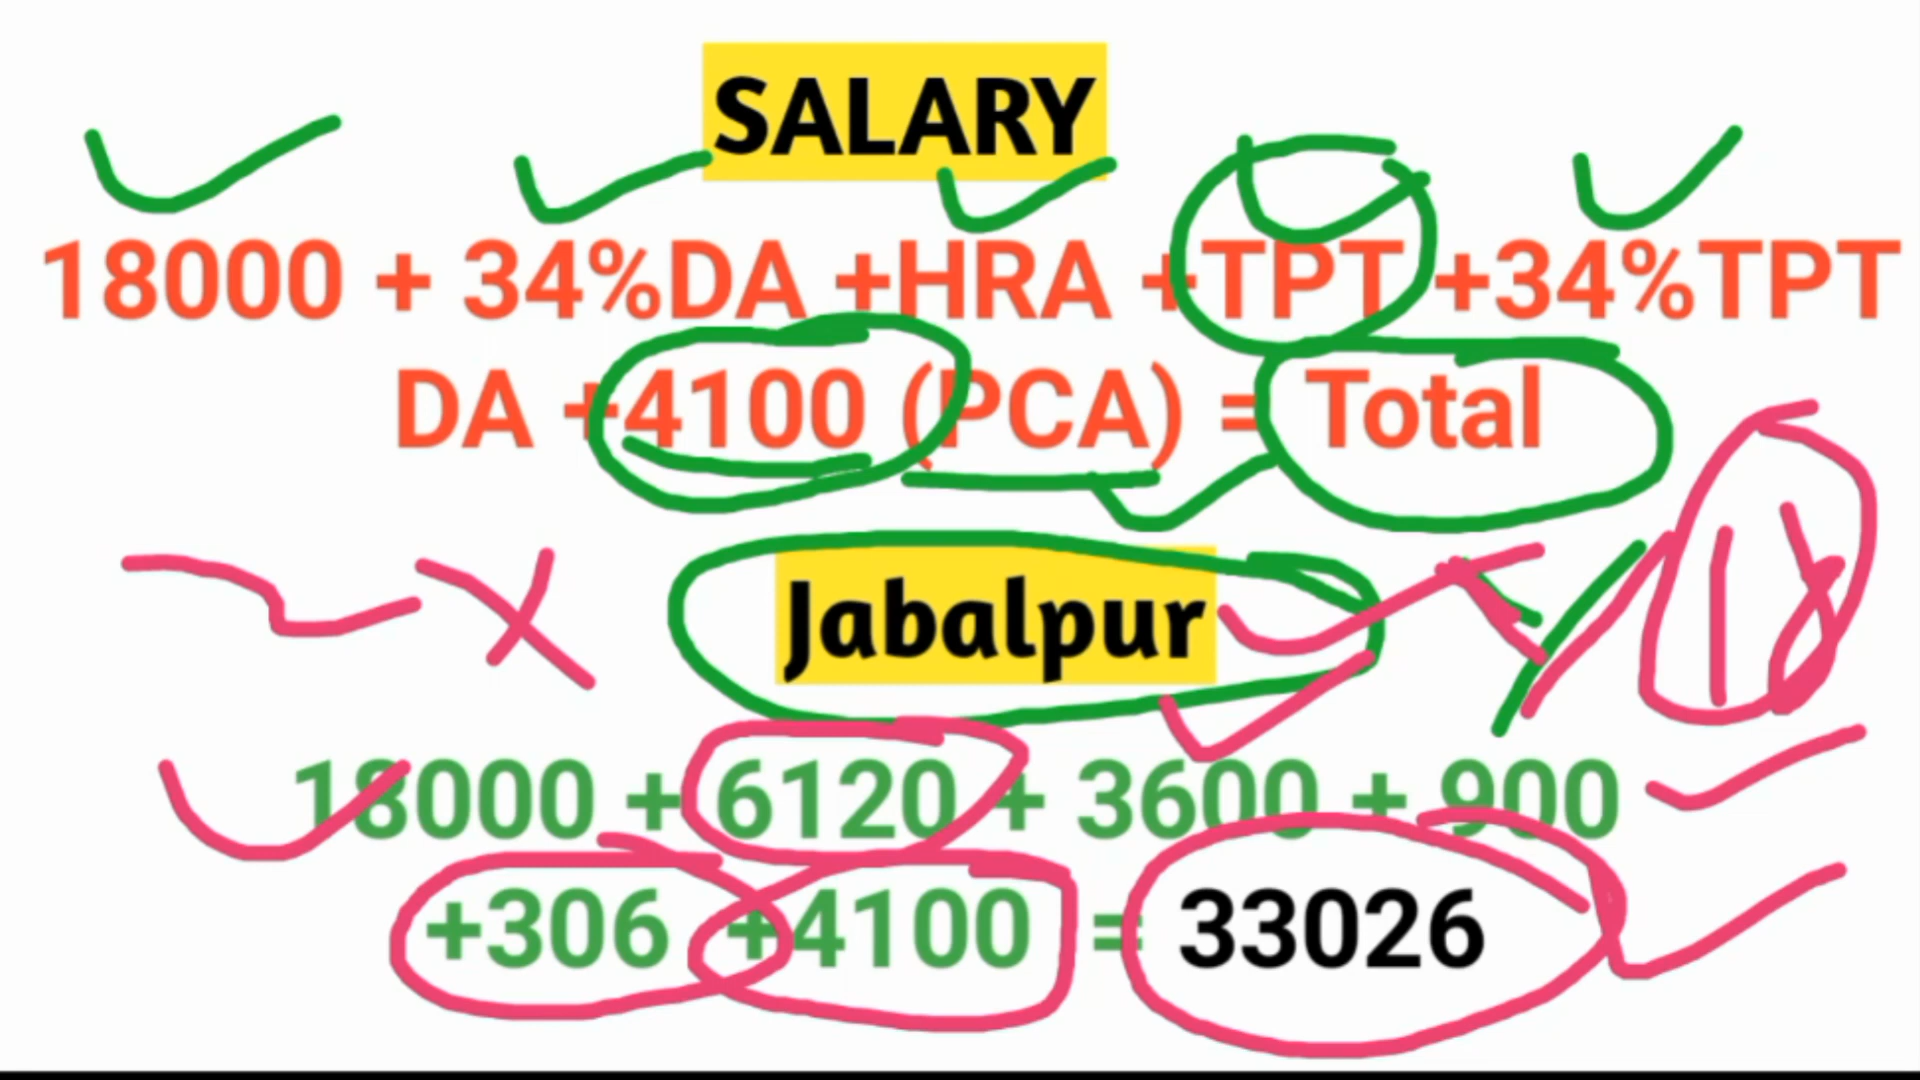 SALARY
18000 + 34%DA +HRA +TPT +34%TPT
DA +4100 (PCA) = Total
Jabalpur
18000 + 6120 + 3600 + 900
+306 +4100 = 33026